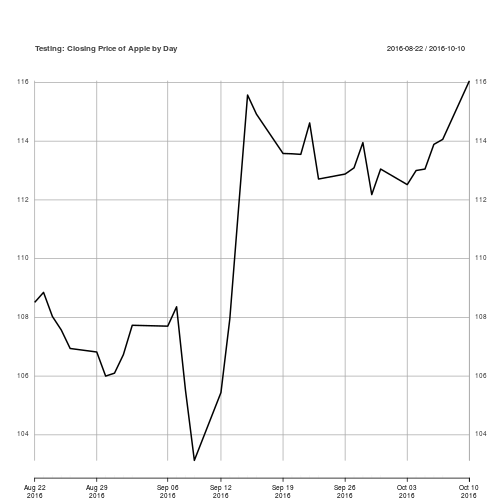 Testing: Closing Price of Apple by Day 2016-08-22 / 2016-10-10
116 116
114 114
112 112
110 110
108 108
106 106
104 104
Aug 22 Aug 29 Sep 06 Sep 12 Sep 19 Sep 26 Oct 03 Oct 10
2016 2016 2016 2016 2016 2016 2016 2016